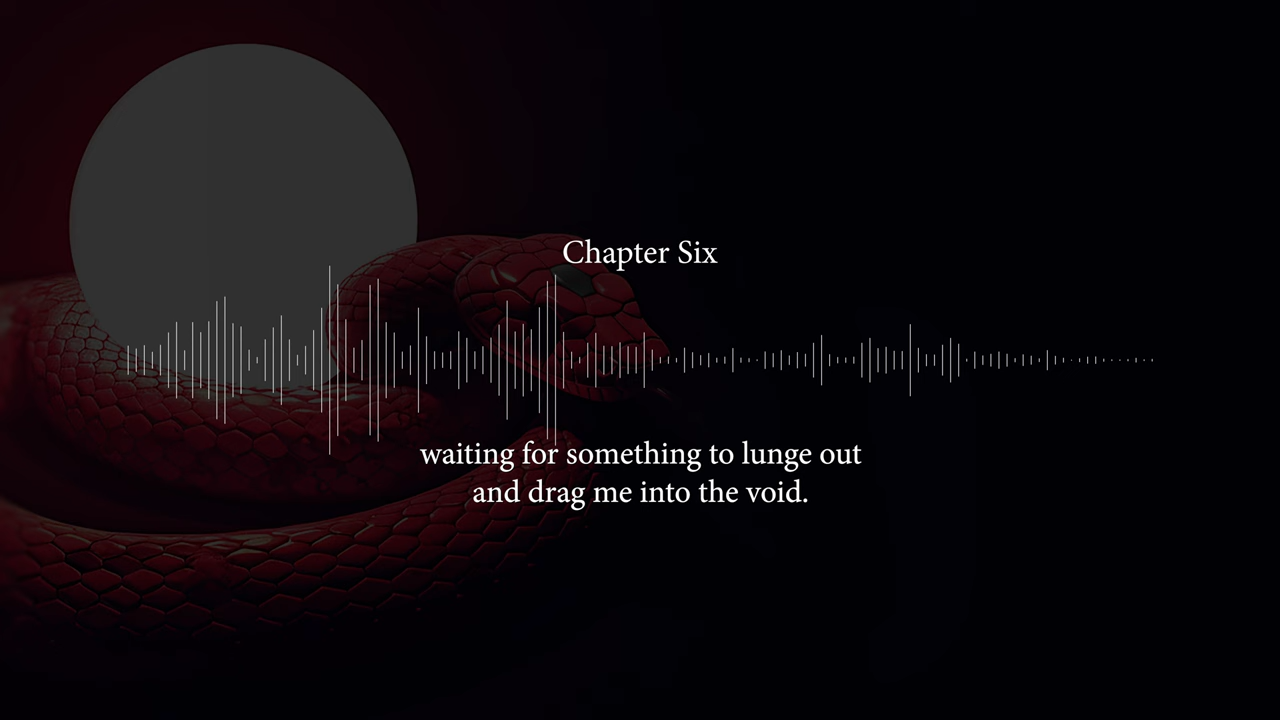 Chapter Six
waiting for something to lunge out
and drag me into the void.